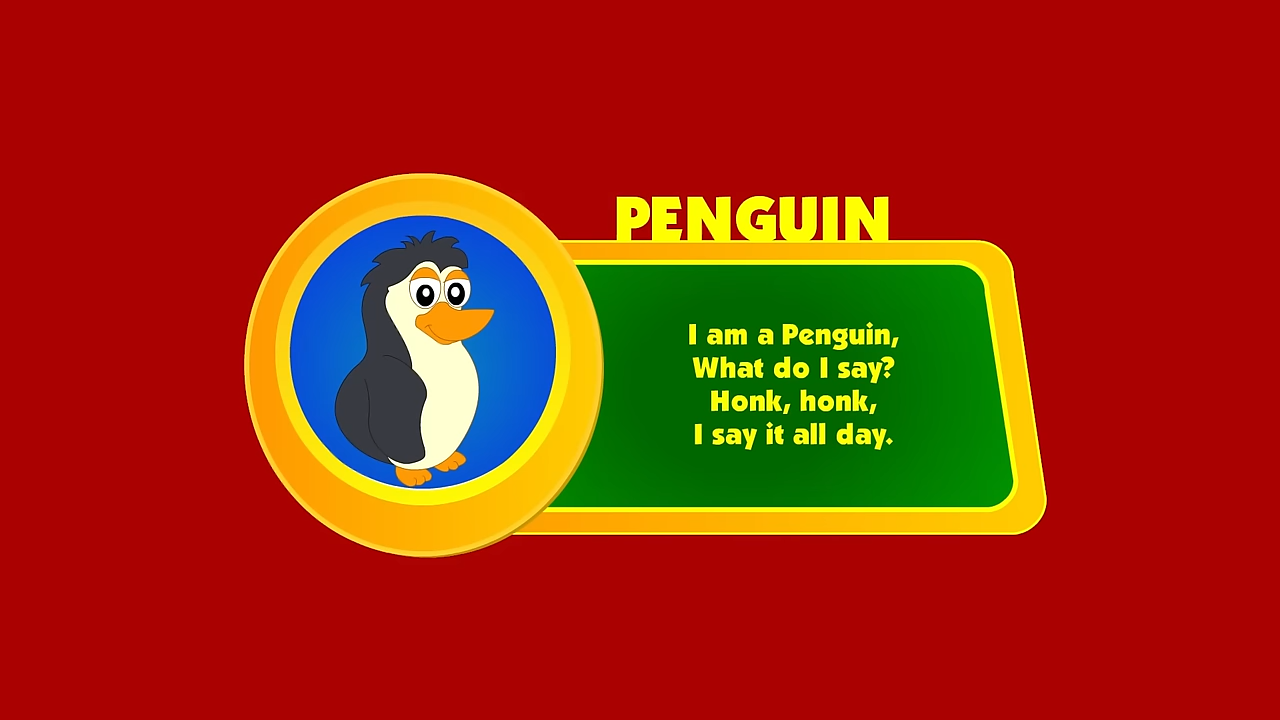 PENGUIN
I am a Penguin,
What do I say?
Honk, honk,
I say it all day.